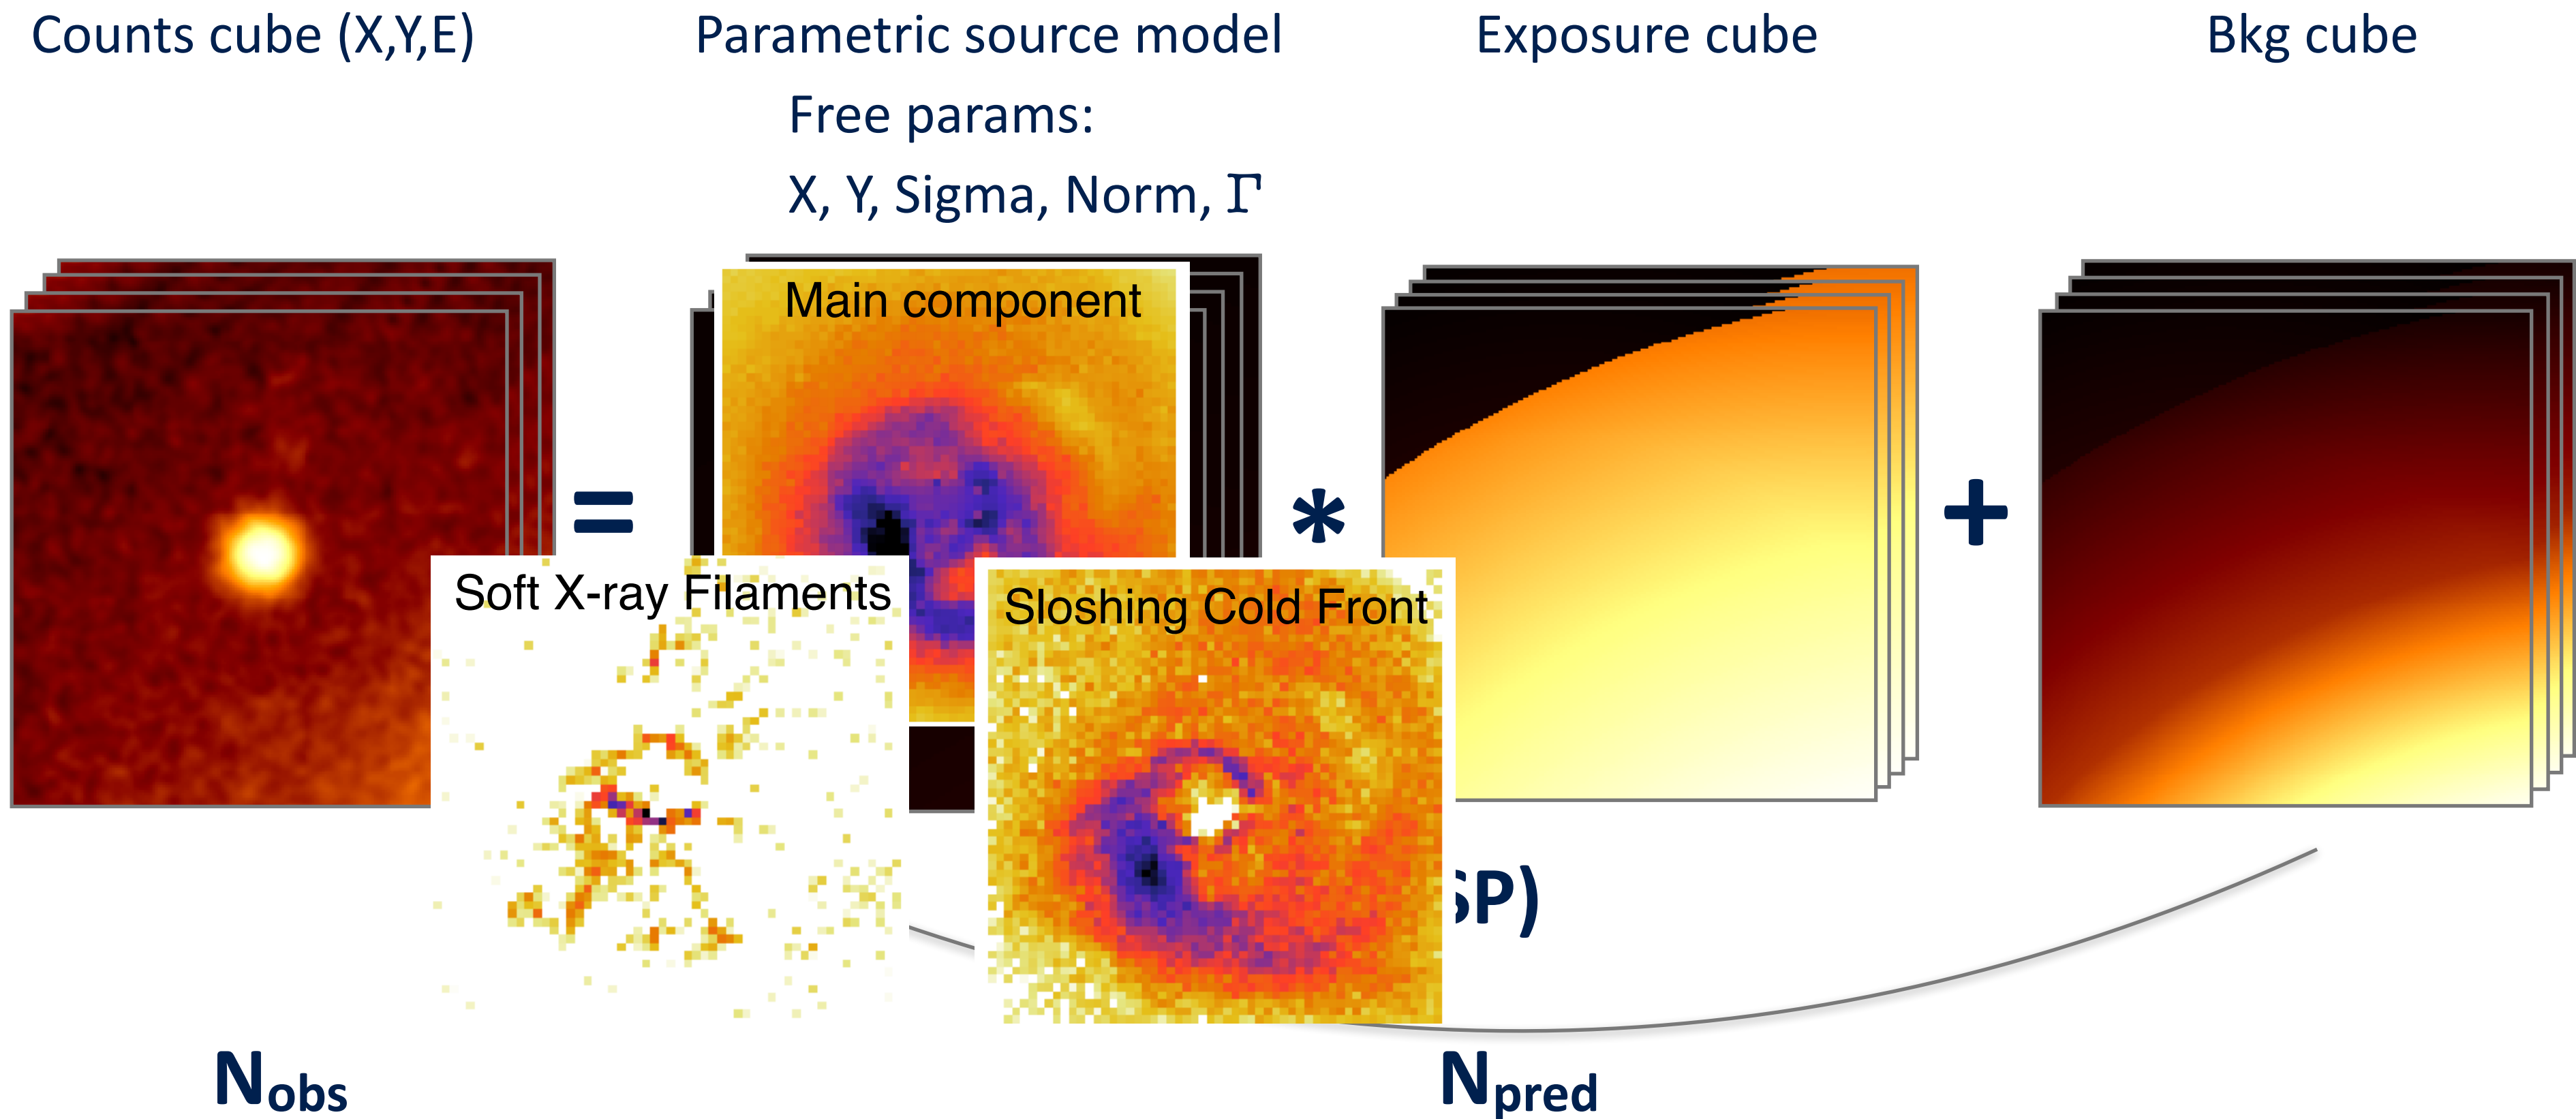 Counts cube (X,Y,E)
Parametric source model
Exposure cube
Bkg cube
Free params:
X, Y, Sigma, Norm, Γ
Main component
=
*
+
Soft X-ray Filaments
Sloshing Cold Front
SP)
N_obs
N_pred